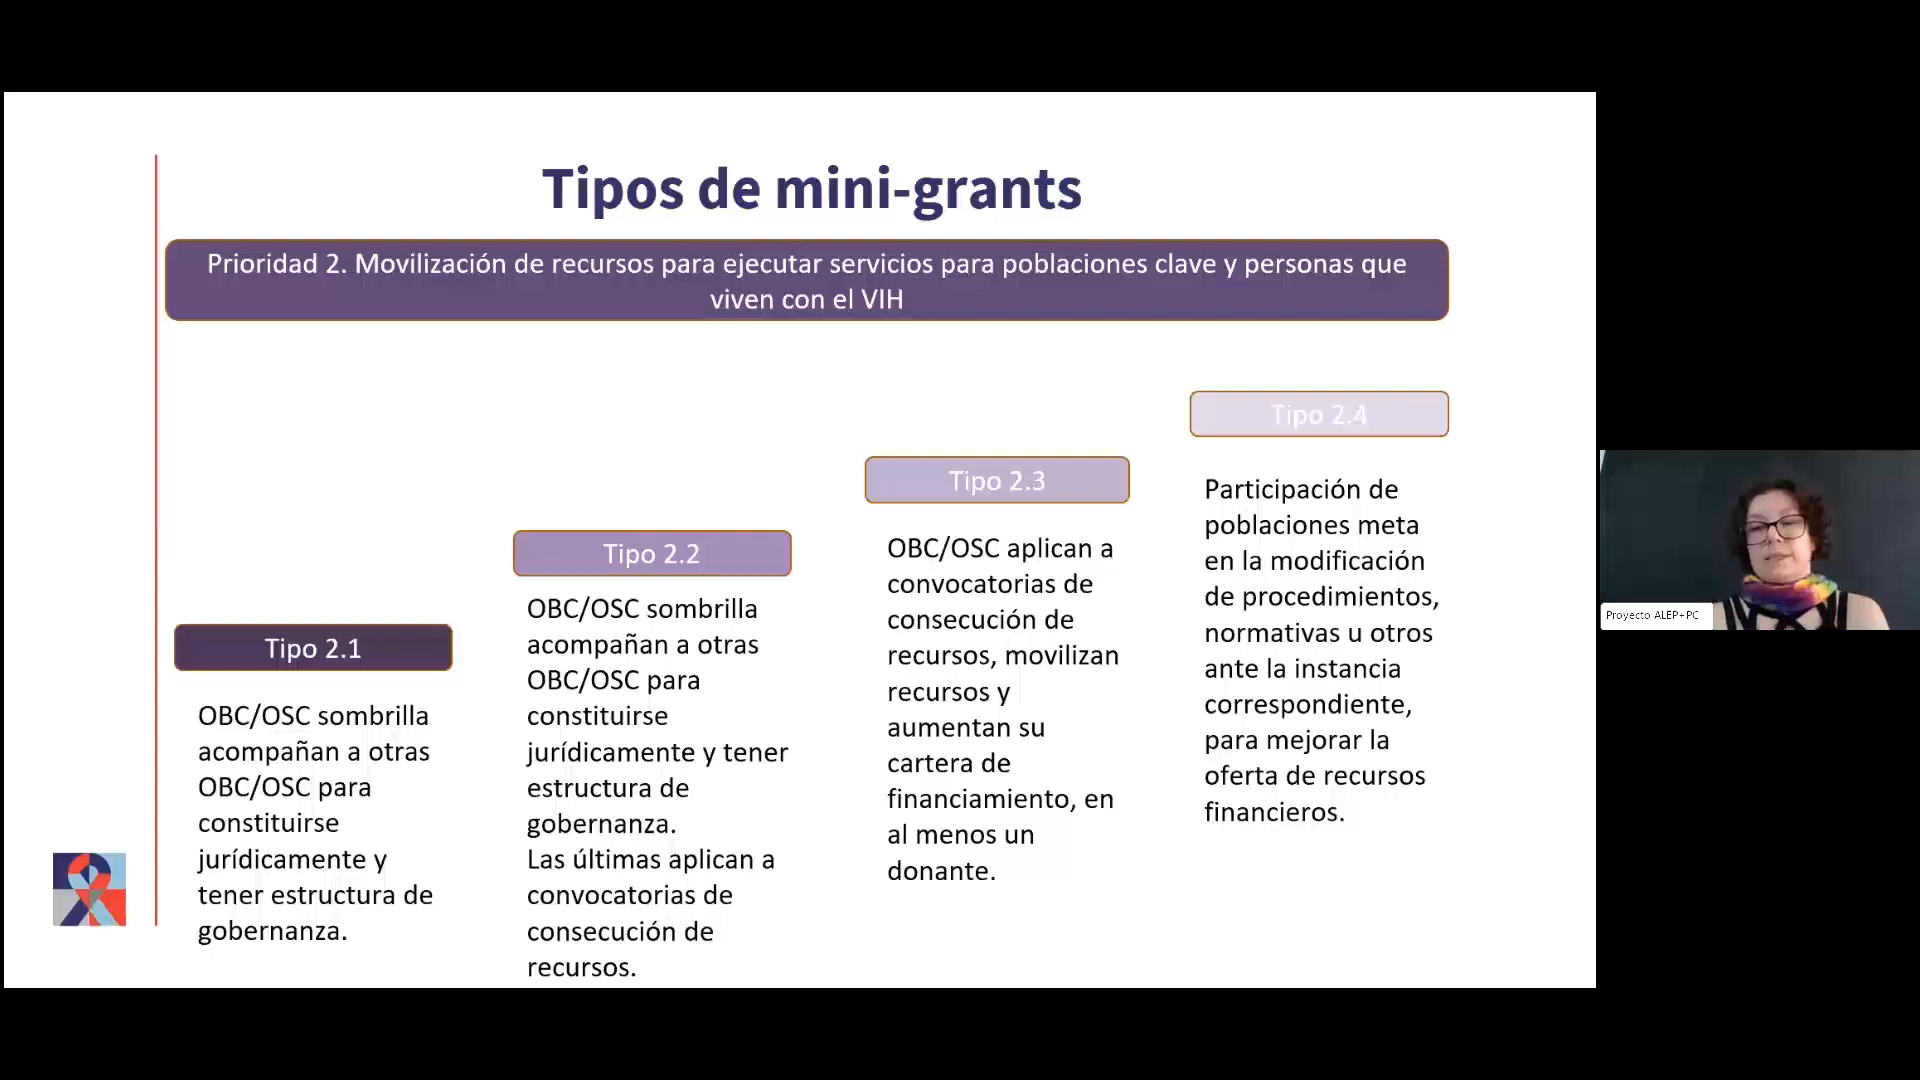 Tipos de mini-grants
Prioridad 2. Movilización de recursos para ejecutar servicios para poblaciones clave y personas que
viven con el VIH
Tipo 2.1
OBC/OSC sombrilla
acompañan a otras
OBC/OSC para
constituirse
jurídicamente y
tener estructura de
gobernanza.
Tipo 2.2
OBC/OSC sombrilla
acompañan a otras
OBC/OSC para
constituirse
jurídicamente y tener
estructura de
gobernanza.
Las últimas aplican a
convocatorias de
consecución de
recursos.
Tipo 2.3
OBC/OSC aplican a
convocatorias de
consecución de
recursos, movilizan
recursos y
aumentan su
cartera de
financiamiento, en
al menos un
donante.
Tipo 2.4
Participación de
poblaciones meta
en la modificación
de procedimientos,
normativas u otros
ante la instancia
correspondiente,
para mejorar la
oferta de recursos
financieros.
Proyecto ALEP+PC